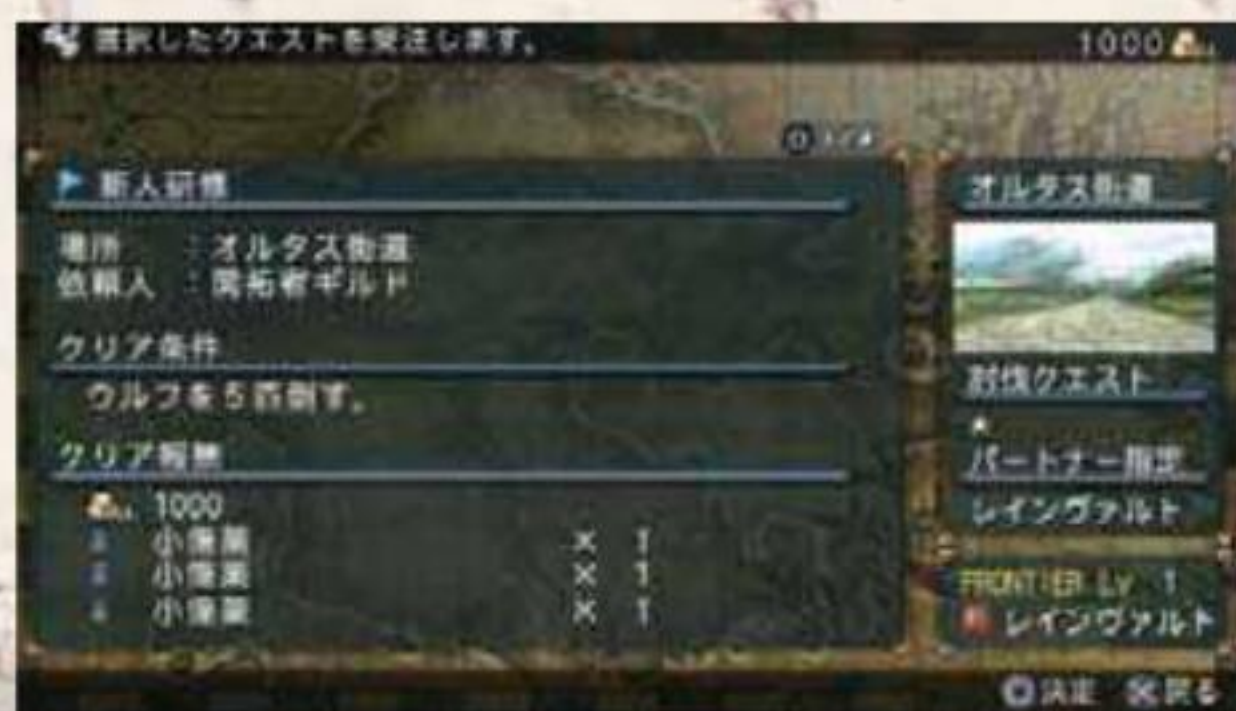 選択したクエストを受注します。
1000
新人研修
場所 :オルタス街道
依頼人 :開拓者ギルド
クリア条件
ウルフを5匹倒す。
クリア報酬
1000
小傷薬 × 1
小傷薬 × 1
小傷薬 × 1
オルタス街道
討伐クエスト
パートナー指定
レインヴァルト
FRONTIER Lv 1
レインヴァルト
決定 戻る